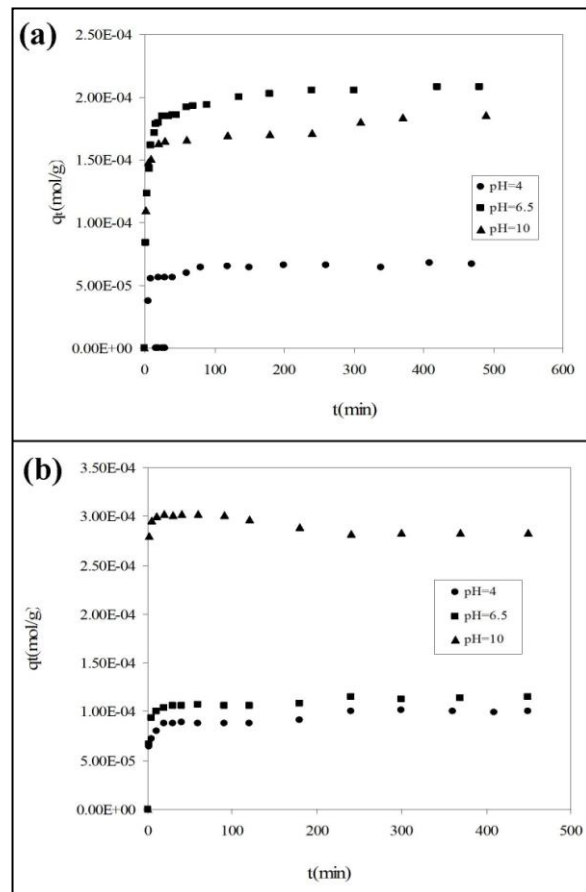 (a)
2.50E-04
2.00E-04
1.50E-04
1.00E-04
5.00E-05
0.00E+00
qt(mol/g)
pH=4
pH=6.5
pH=10
0 100 200 300 400 500 600
t(min)
(b)
3.50E-04
3.00E-04
2.50E-04
2.00E-04
1.50E-04
1.00E-04
5.00E-05
0.00E+00
qt(mol/g)
pH=4
pH=6.5
pH=10
0 100 200 300 400 500
t(min)